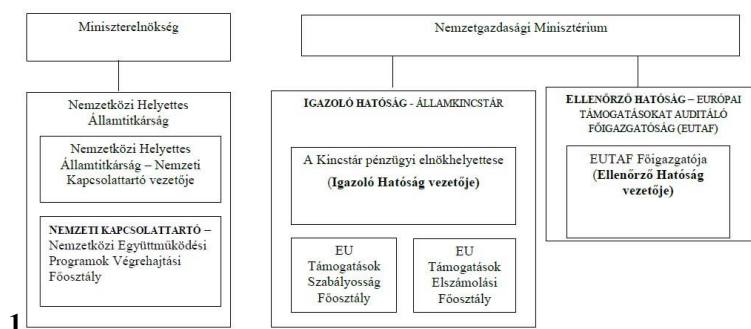 Miniszterelnökség
Nemzetgazdasági Minisztérium
Nemzetközi Helyettes
Államtitkárság
Nemzetközi Helyettes
Államtitkárság – Nemzeti
Kapcsolattartó vezetője
NEMZETI KAPCSOLATTARTÓ –
Nemzetközi Együttműködési
Programok Végrehajtási
Főosztály
IGAZOLÓ HATÓSÁG - ÁLLAMKINCSTÁR
A Kincstár pénzügyi elnökhelyettese
(Igazoló Hatóság vezetője)
EU
Támogatások
Szabályosság
Főosztály
EU
Támogatások
Elszámolási
Főosztály
ELLENŐRZŐ HATÓSÁG – EURÓPAI
TÁMOGATÁSOKAT AUDITÁLÓ
FŐIGAZGATÓSÁG (EUTAF)
EUTAF Főigazgatója
(Ellenőrző Hatóság
vezetője)
1